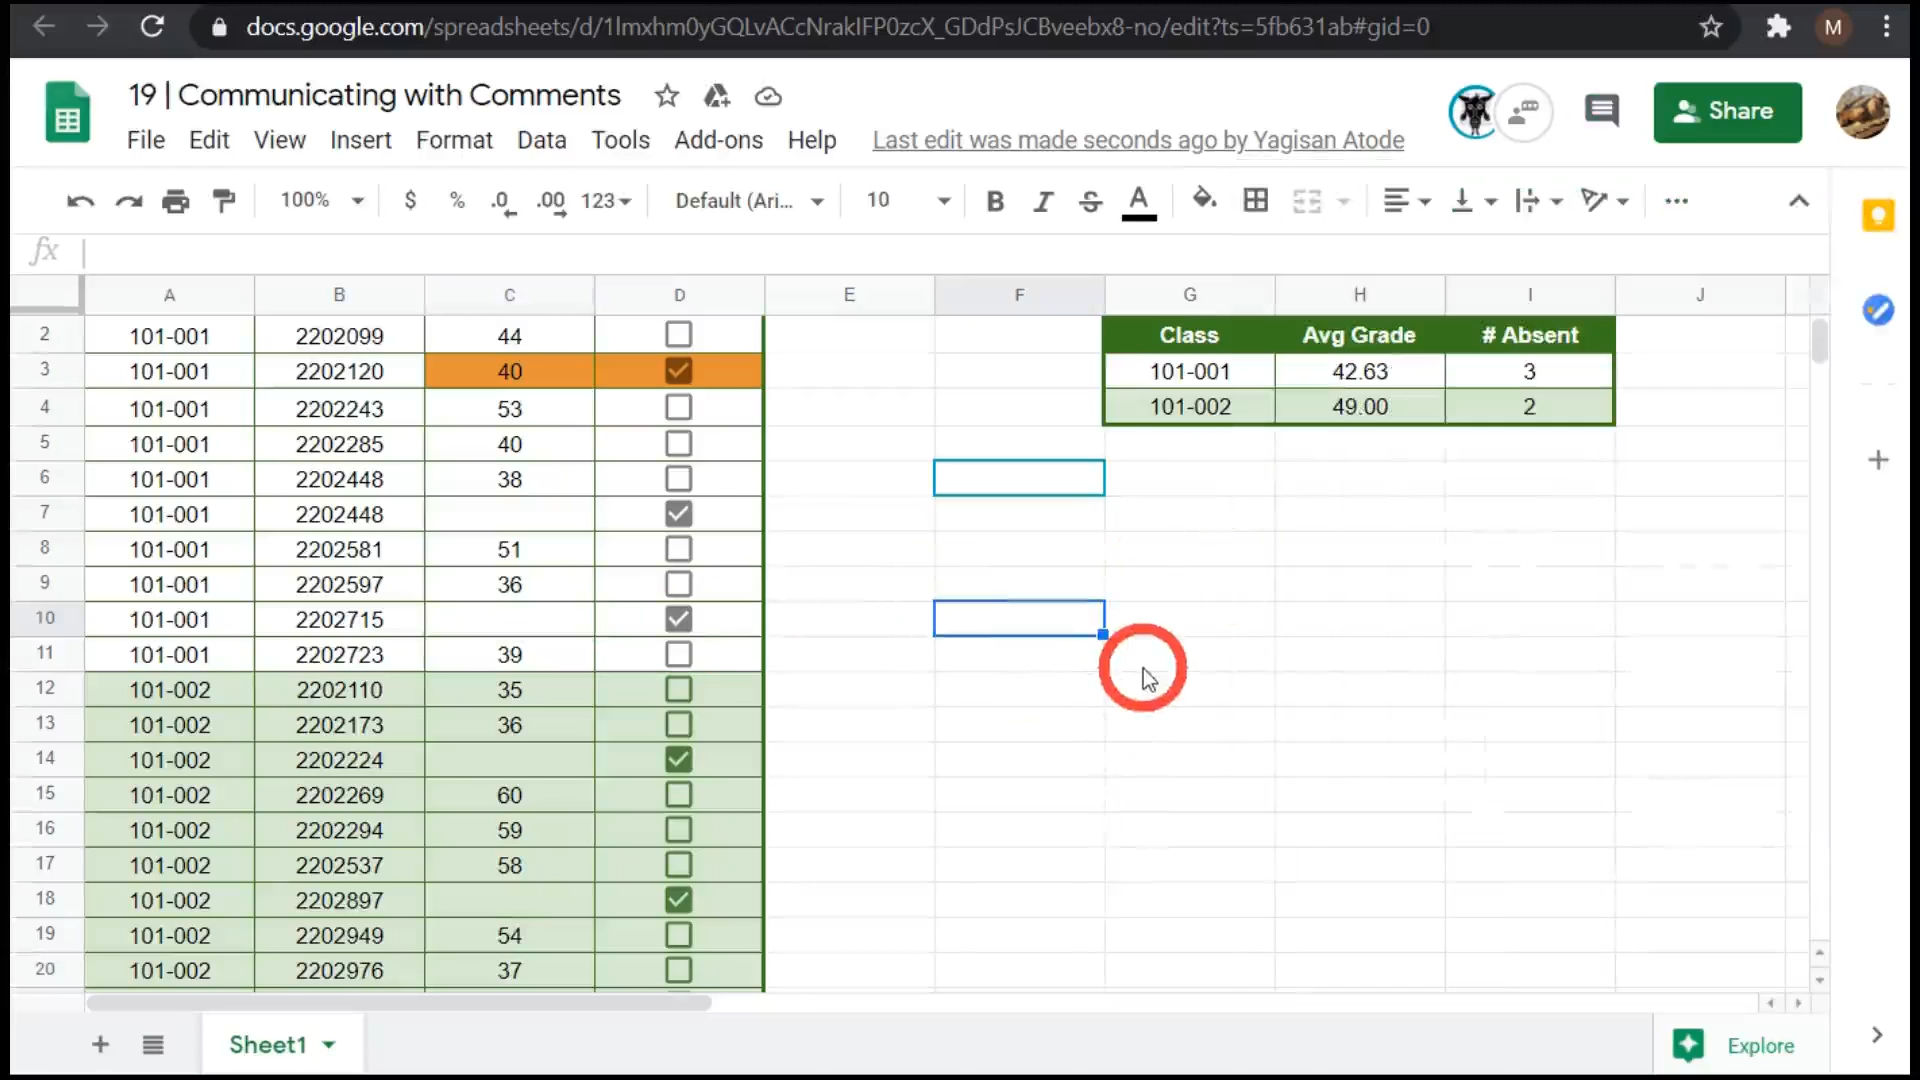 docs.google.com/spreadsheets/d/1lmxhm0yGQLvACcNraklFP0zcX_GDdPsJCBveebx8-no/edit?ts=5fb631ab#gid=0
M
19 | Communicating with Comments
File Edit View Insert Format Data Tools Add-ons Help Last edit was made seconds ago by Yagisan Atode
Share
100% $ % .0 .00 123 Default (Ari... 10 B I S A
fx
A B C D E F G H I J
2 101-001 2202099 44 Class Avg Grade # Absent
3 101-001 2202120 40 101-001 42.63 3
4 101-001 2202243 53 101-002 49.00 2
5 101-001 2202285 40
6 101-001 2202448 38
7 101-001 2202448
8 101-001 2202581 51
9 101-001 2202597 36
10 101-001 2202715
11 101-001 2202723 39
12 101-002 2202110 35
13 101-002 2202173 36
14 101-002 2202224
15 101-002 2202269 60
16 101-002 2202294 59
17 101-002 2202537 58
18 101-002 2202897
19 101-002 2202949 54
20 101-002 2202976 37
Sheet1
Explore